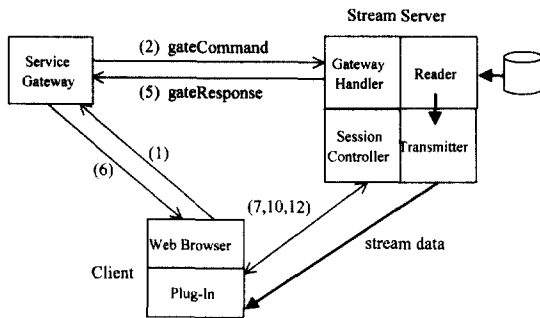 Stream Server
(2) gateCommand
Service
Gateway
Gateway
Handler
Reader
(5) gateResponse
Session
Controller
Transmitter
(1)
(6)
(7,10,12)
Web Browser
stream data
Client
Plug-In